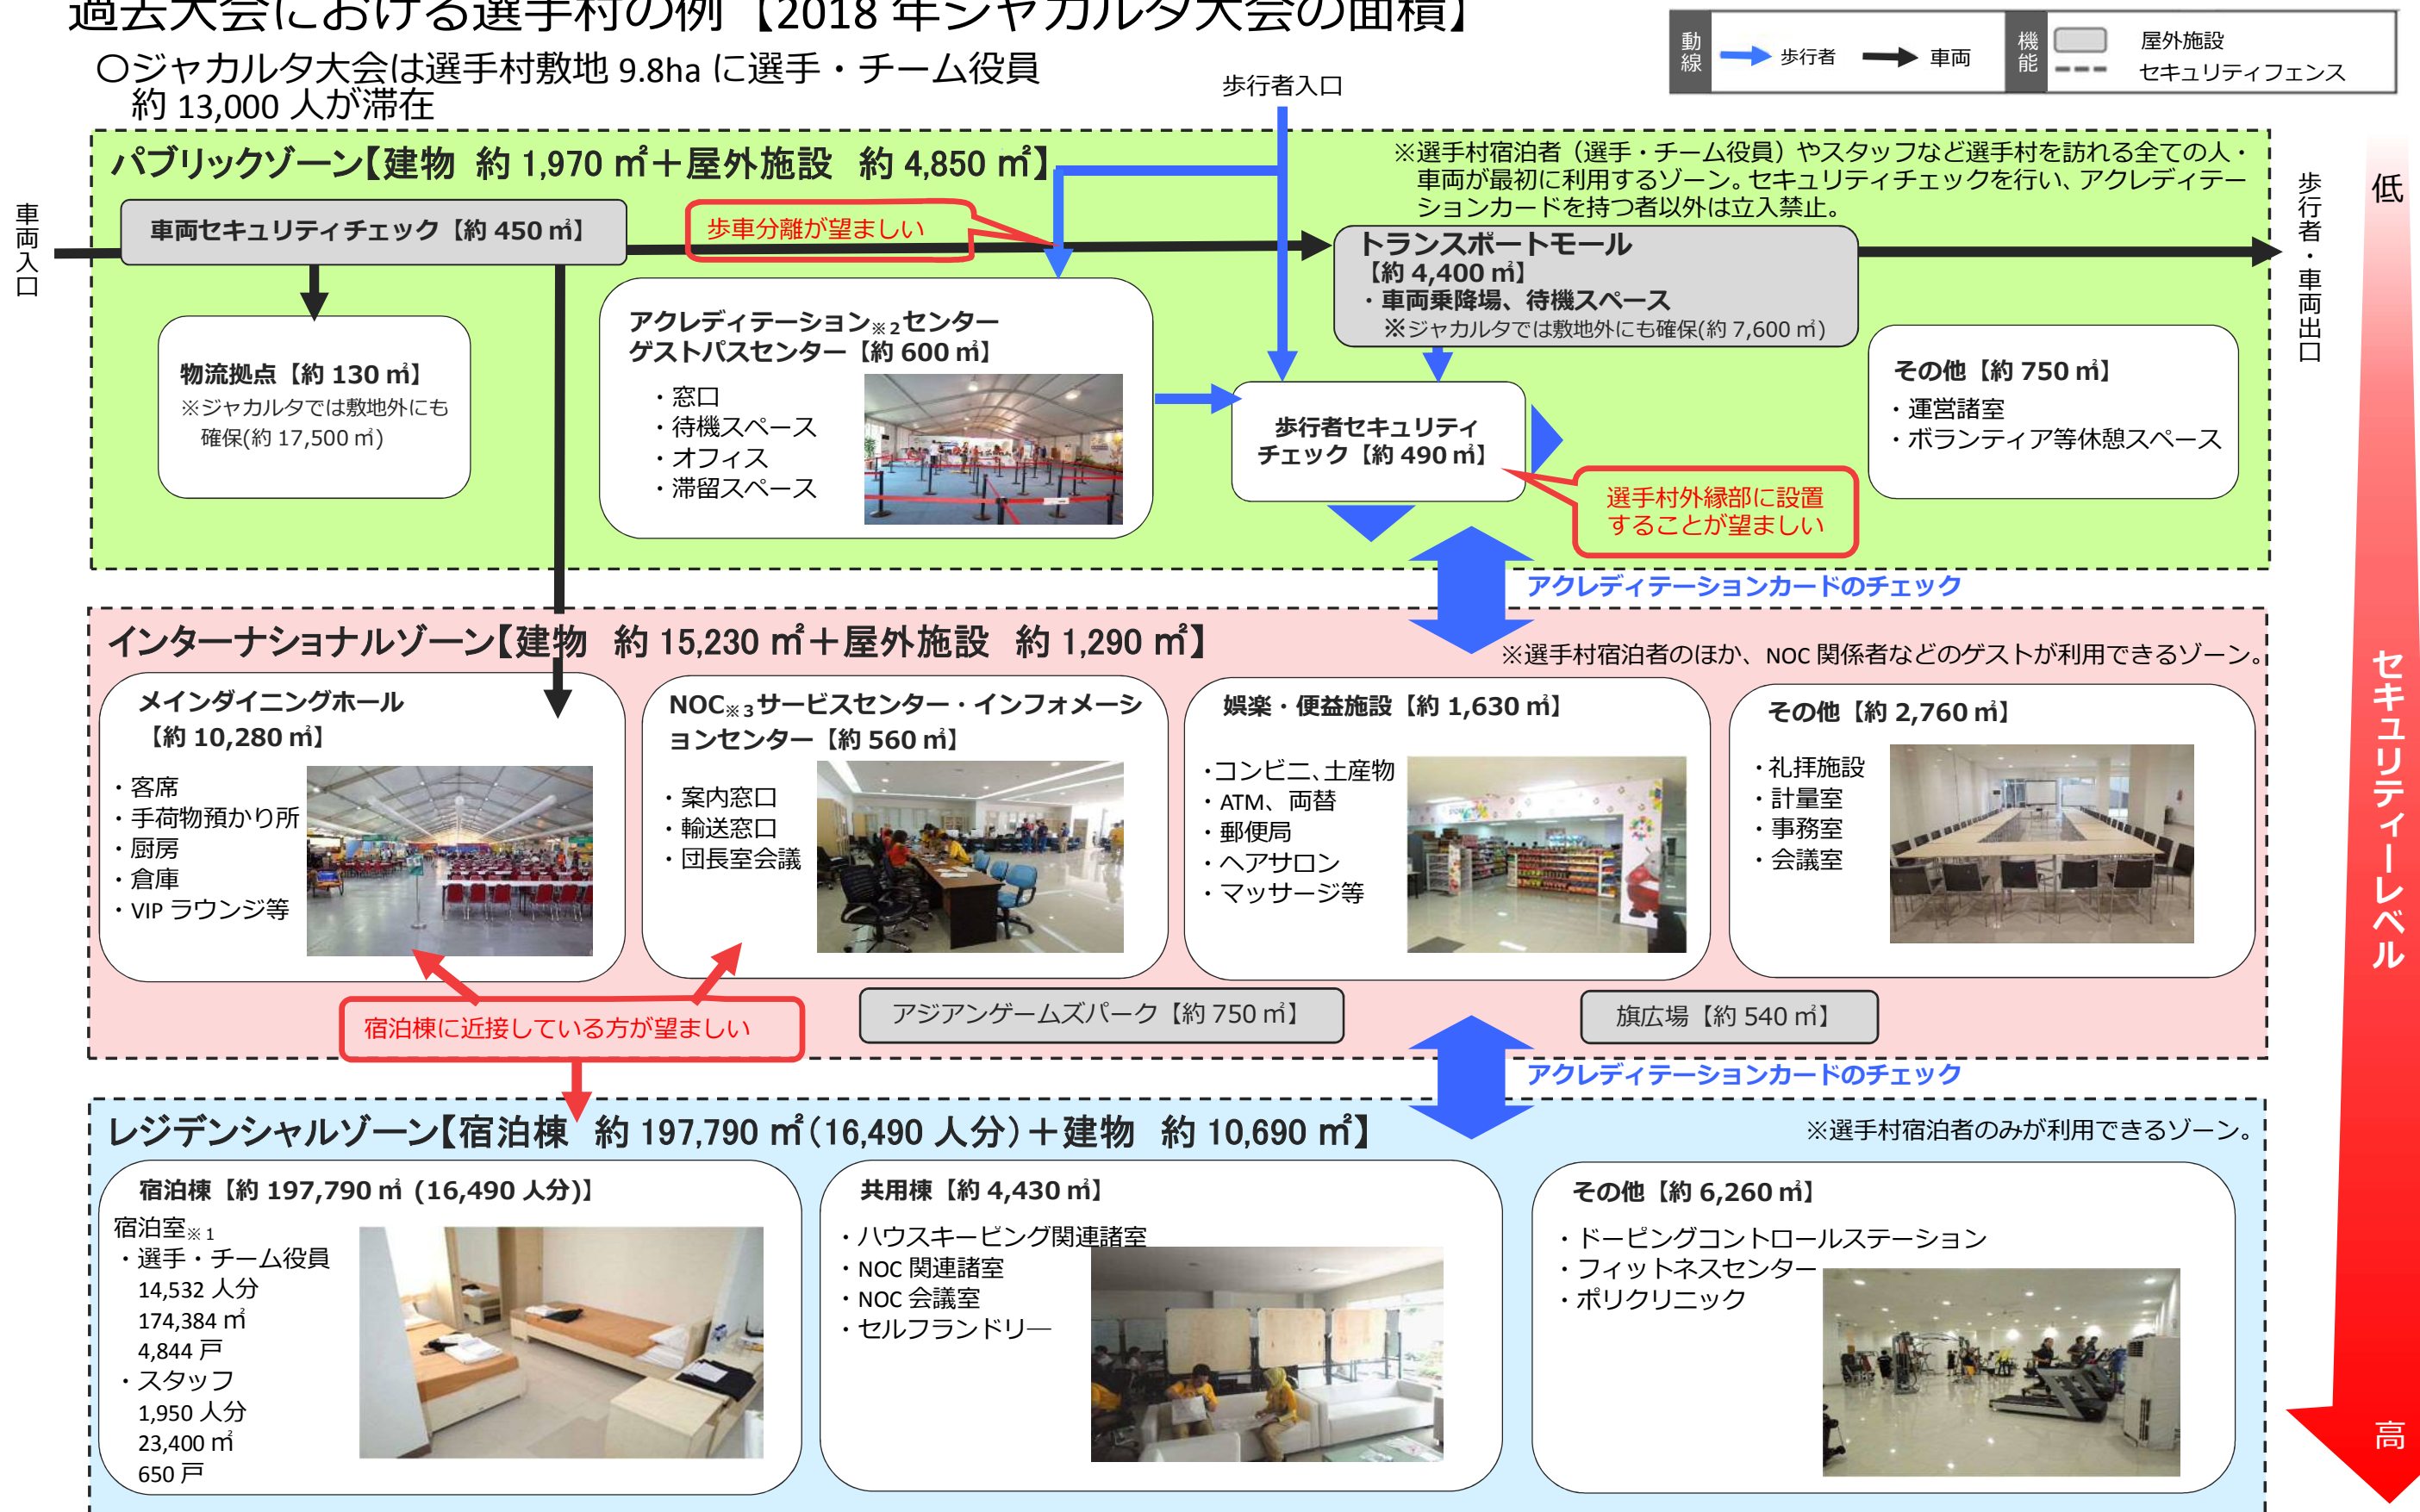 過去大会における選手村の例【2018 年ジャカルタ大会の面積】
○ジャカルタ大会は選手村敷地 9.8ha に選手・チーム役員
約 13,000 人が滞在
動線
歩行者
車両
機能
屋外施設
セキュリティフェンス
歩行者入口
パブリックゾーン【建物 約 1,970 ㎡＋屋外施設 約 4,850 ㎡】
※選手村宿泊者（選手・チーム役員）やスタッフなど選手村を訪れる全ての人・
車両が最初に利用するゾーン。セキュリティチェックを行い、アクレディテー
ションカードを持つ者以外は立入禁止。
車両入口
車両セキュリティチェック【約 450 ㎡】
歩車分離が望ましい
トランスポートモール
【約 4,400 ㎡】
・車両乗降場、待機スペース
※ジャカルタでは敷地外にも確保(約 7,600 ㎡)
歩行者・車両出口
物流拠点【約 130 ㎡】
※ジャカルタでは敷地外にも
確保(約 17,500 ㎡)
アクレディテーション※2センター
ゲストパスセンター【約 600 ㎡】
・窓口
・待機スペース
・オフィス
・滞留スペース
歩行者セキュリティ
チェック【約 490 ㎡】
その他【約 750 ㎡】
・運営諸室
・ボランティア等休憩スペース
選手村外縁部に設置
することが望ましい
アクレディテーションカードのチェック
インターナショナルゾーン【建物 約 15,230 ㎡＋屋外施設 約 1,290 ㎡】
※選手村宿泊者のほか、NOC 関係者などのゲストが利用できるゾーン。
メインダイニングホール
【約 10,280 ㎡】
・客席
・手荷物預かり所
・厨房
・倉庫
・VIP ラウンジ等
NOC※3サービスセンター・インフォメーシ
ョンセンター【約 560 ㎡】
・案内窓口
・輸送窓口
・団長室会議
娯楽・便益施設【約 1,630 ㎡】
・コンビニ、土産物
・ATM、両替
・郵便局
・ヘアサロン
・マッサージ等
その他【約 2,760 ㎡】
・礼拝施設
・計量室
・事務室
・会議室
宿泊棟に近接している方が望ましい
アジアンゲームズパーク【約 750 ㎡】
旗広場【約 540 ㎡】
アクレディテーションカードのチェック
レジデンシャルゾーン【宿泊棟 約 197,790 ㎡（16,490 人分）＋建物 約 10,690 ㎡】
※選手村宿泊者のみが利用できるゾーン。
宿泊棟【約 197,790 ㎡ (16,490 人分)】
宿泊室※1
・選手・チーム役員
14,532 人分
174,384 ㎡
4,844 戸
・スタッフ
1,950 人分
23,400 ㎡
650 戸
共用棟【約 4,430 ㎡】
・ハウスキーピング関連諸室
・NOC 関連諸室
・NOC 会議室
・セルフランドリ―
その他【約 6,260 ㎡】
・ドーピングコントロールステーション
・フィットネスセンター
・ポリクリニック
低
セキュリティーレベル
高